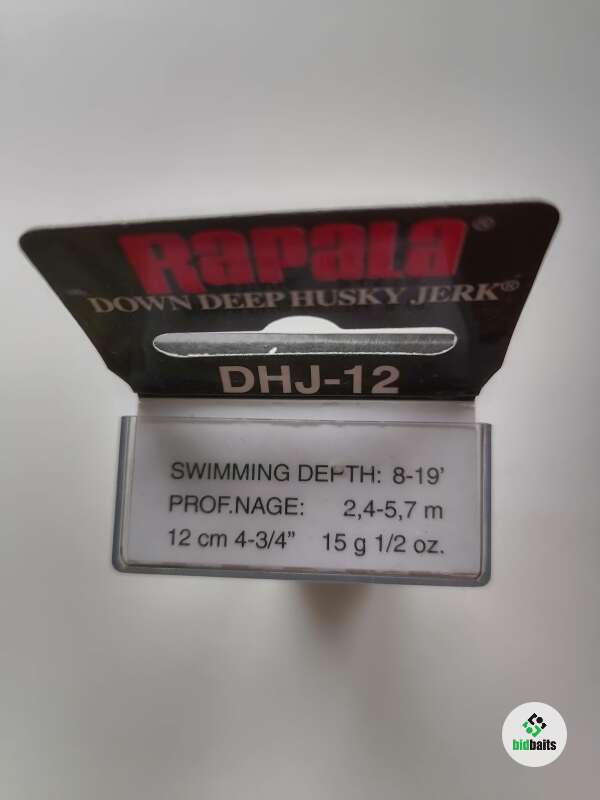 Rapala®
DOWN DEEP HUSKY JERK®
DHJ-12
SWIMMING DEPTH: 8-19'
PROF.NAGE: 2,4-5,7 m
12 cm 4-3/4" 15 g 1/2 oz.
bidbaits